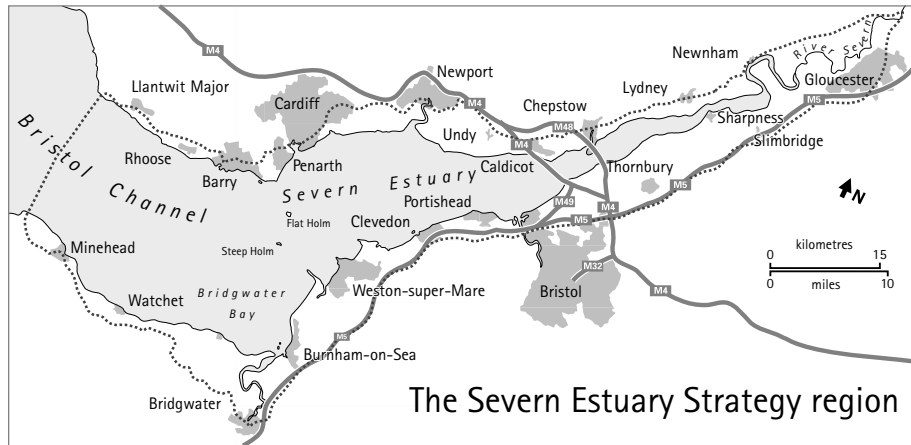 M4
Newnham
River Severn
Llantwit Major
Newport
Gloucester
Cardiff
Lydney
M4
Chepstow
M5
Bristol Channel
Undy
M48
Sharpness
M4
Slimbridge
Rhoose
Penarth
Caldicot
Thornbury
Barry
Severn Estuary
M5
Portishead
M49
M4
N
Flat Holm
Clevedon
M5
kilometres
Minehead
Steep Holm
0 15
M32
0 miles 10
Bridgwater
Bay
Weston-super-Mare
Bristol
M4
Watchet
M5
Burnham-on-Sea
Bridgwater
The Severn Estuary Strategy region